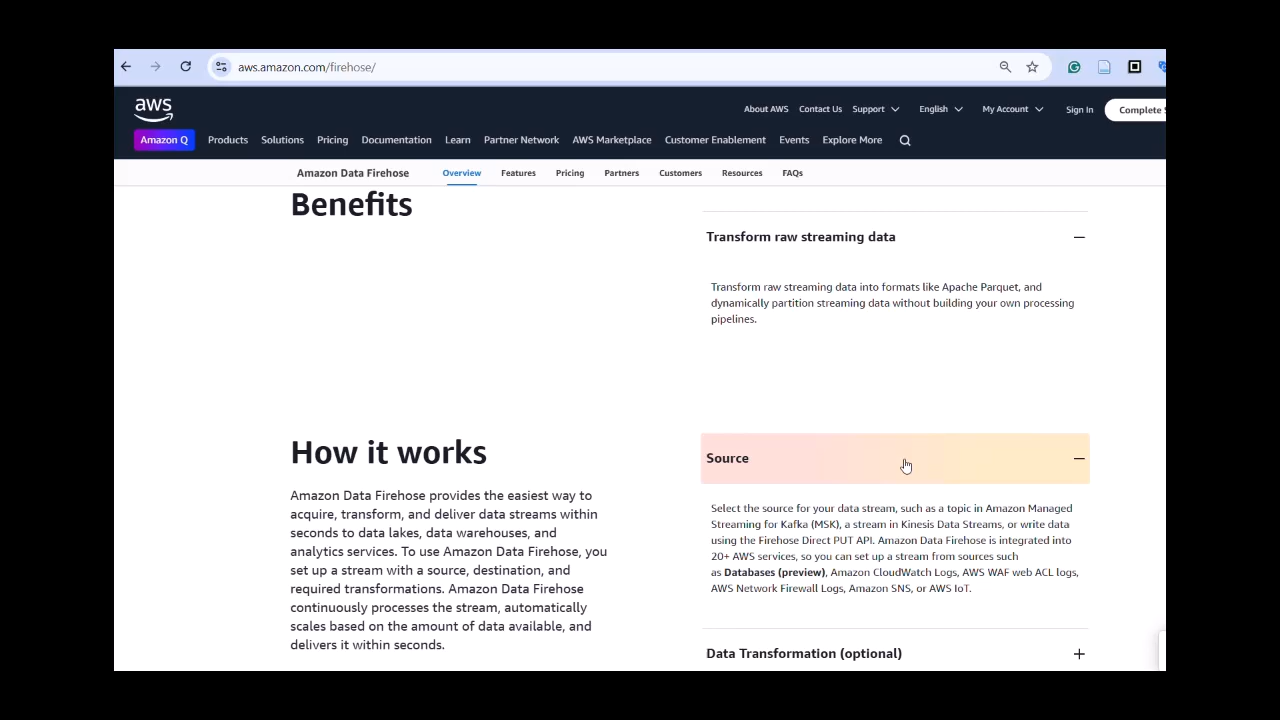 aws.amazon.com/firehose/
aws
About AWS Contact Us Support English My Account Sign In Complete
Amazon Q Products Solutions Pricing Documentation Learn Partner Network AWS Marketplace Customer Enablement Events Explore More
Amazon Data Firehose Overview Features Pricing Partners Customers Resources FAQs
Benefits
Transform raw streaming data
Transform raw streaming data into formats like Apache Parquet, and
dynamically partition streaming data without building your own processing
pipelines.
How it works
Amazon Data Firehose provides the easiest way to
acquire, transform, and deliver data streams within
seconds to data lakes, data warehouses, and
analytics services. To use Amazon Data Firehose, you
set up a stream with a source, destination, and
required transformations. Amazon Data Firehose
continuously processes the stream, automatically
scales based on the amount of data available, and
delivers it within seconds.
Source
Select the source for your data stream, such as a topic in Amazon Managed
Streaming for Kafka (MSK), a stream in Kinesis Data Streams, or write data
using the Firehose Direct PUT API. Amazon Data Firehose is integrated into
20+ AWS services, so you can set up a stream from sources such
as Databases (preview), Amazon CloudWatch Logs, AWS WAF web ACL logs,
AWS Network Firewall Logs, Amazon SNS, or AWS IoT.
Data Transformation (optional)